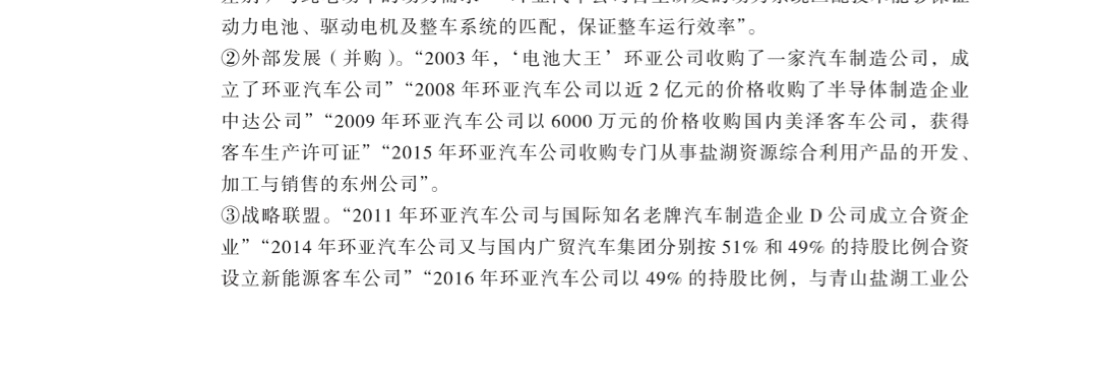 动力电池、驱动电机及整车系统的匹配，保证整车运行效率”。
②外部发展（并购）。“2003 年，‘电池大王’环亚公司收购了一家汽车制造公司，成
立了环亚汽车公司”“2008 年环亚汽车公司以近 2 亿元的价格收购了半导体制造企业
中达公司”“2009 年环亚汽车公司以 6000 万元的价格收购国内美泽客车公司，获得
客车生产许可证”“2015 年环亚汽车公司收购专门从事盐湖资源综合利用产品的开发、
加工与销售的东州公司”。
③战略联盟。“2011 年环亚汽车公司与国际知名老牌汽车制造企业 D 公司成立合资企
业”“2014 年环亚汽车公司又与国内广贸汽车集团分别按 51% 和 49% 的持股比例合资
设立新能源客车公司”“2016 年环亚汽车公司以 49% 的持股比例，与青山盐湖工业公